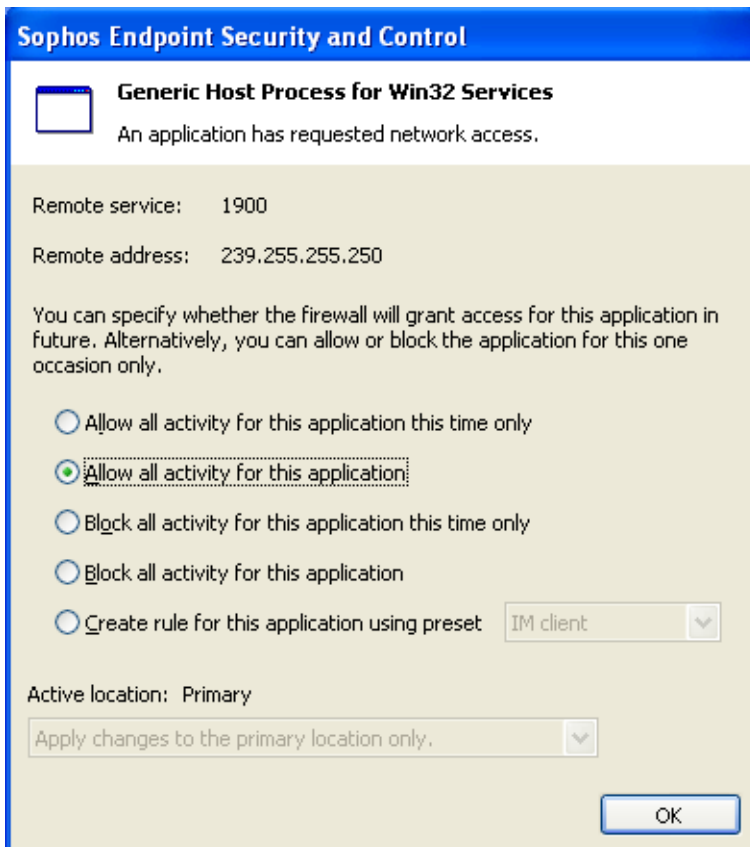 Sophos Endpoint Security and Control
Generic Host Process for Win32 Services
An application has requested network access.
Remote service: 1900
Remote address: 239.255.255.250
You can specify whether the firewall will grant access for this application in
future. Alternatively, you can allow or block the application for this one
occasion only.
Allow all activity for this application this time only
Allow all activity for this application
Block all activity for this application this time only
Block all activity for this application
Create rule for this application using preset IM client
Active location: Primary
Apply changes to the primary location only.
OK